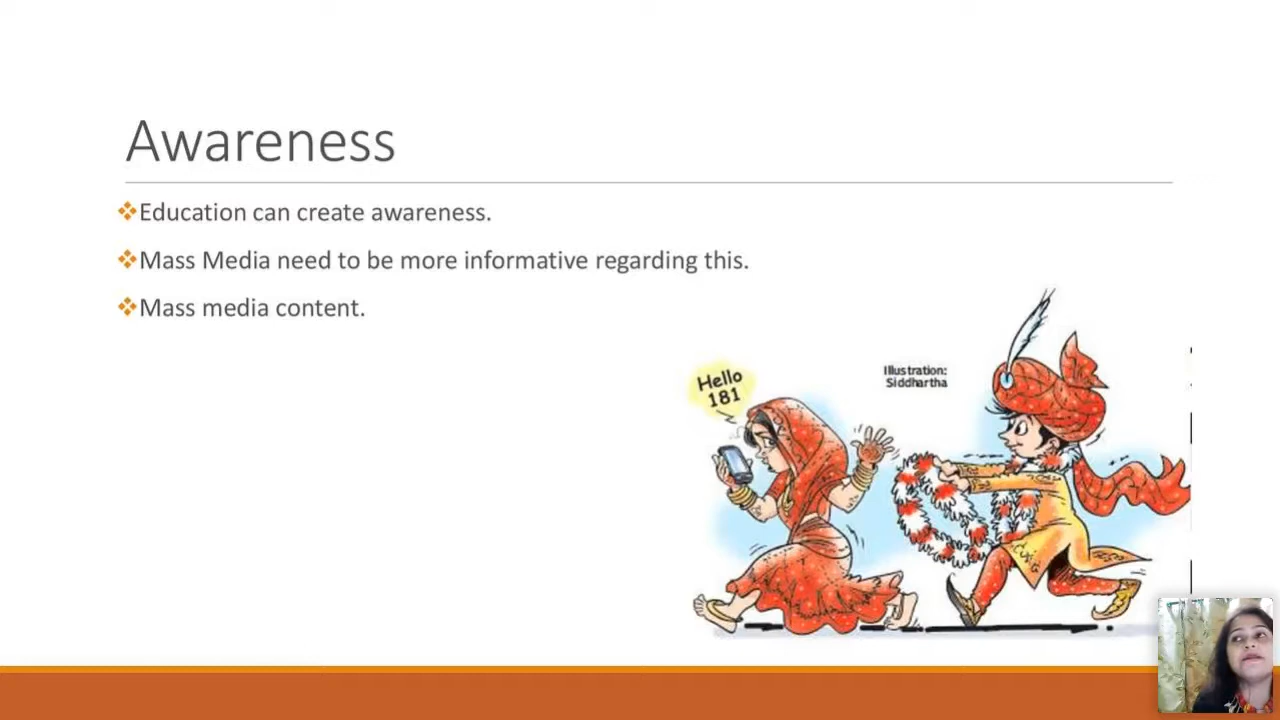 Awareness
Education can create awareness.
Mass Media need to be more informative regarding this.
Mass media content.
Hello
181
Illustration:
Siddhartha